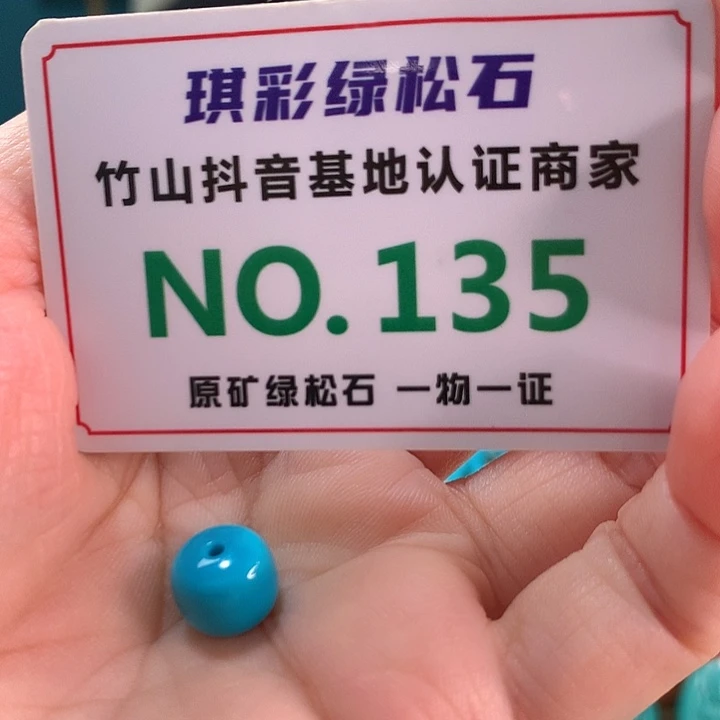 琪彩绿松石
竹山抖音基地认证商家
NO.135
原矿绿松石 一物一证